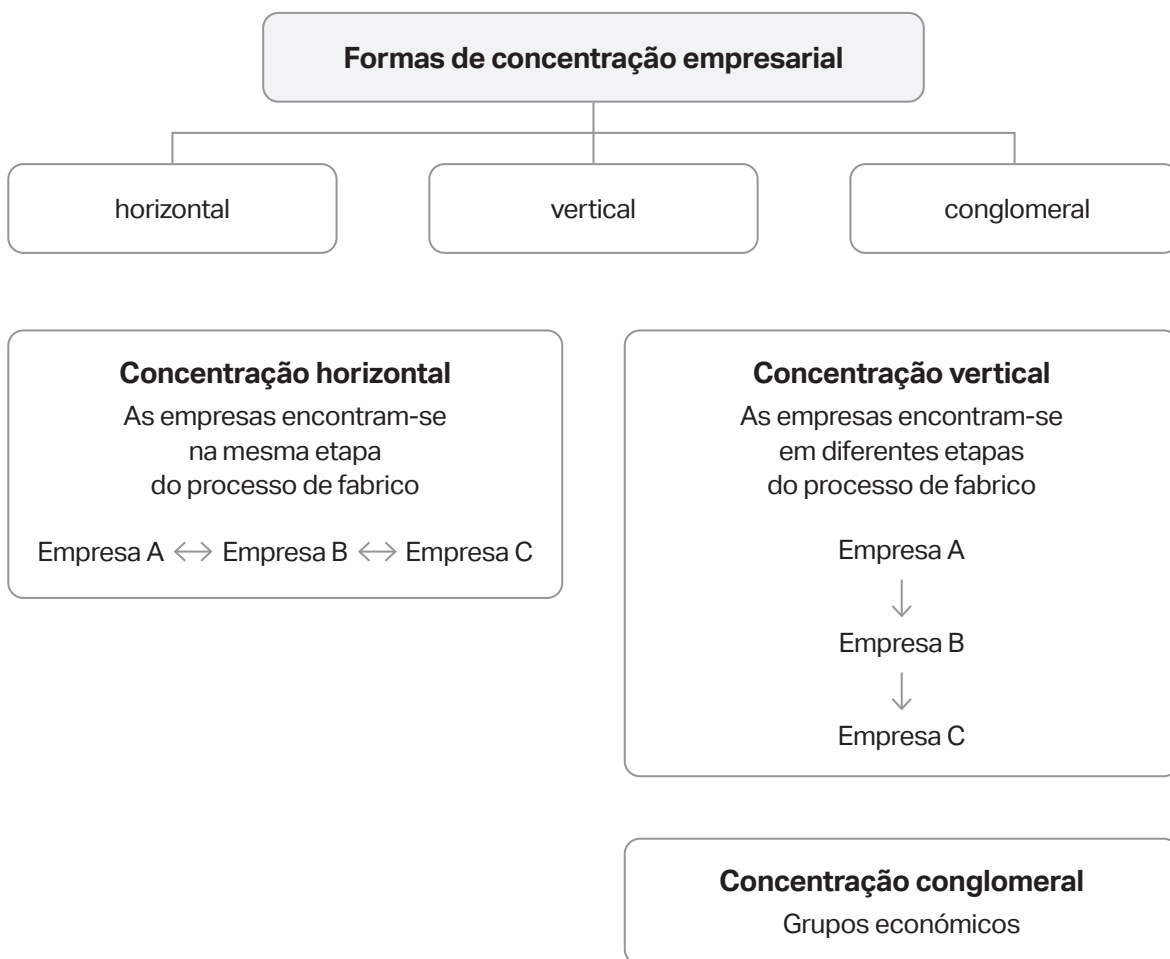 Formas de concentração empresarial
horizontal
vertical
conglomeral
Concentração horizontal
As empresas encontram-se
na mesma etapa
do processo de fabrico
Empresa A ↔ Empresa B ↔ Empresa C
Concentração vertical
As empresas encontram-se
em diferentes etapas
do processo de fabrico
Empresa A
Empresa B
Empresa C
Concentração conglomeral
Grupos económicos